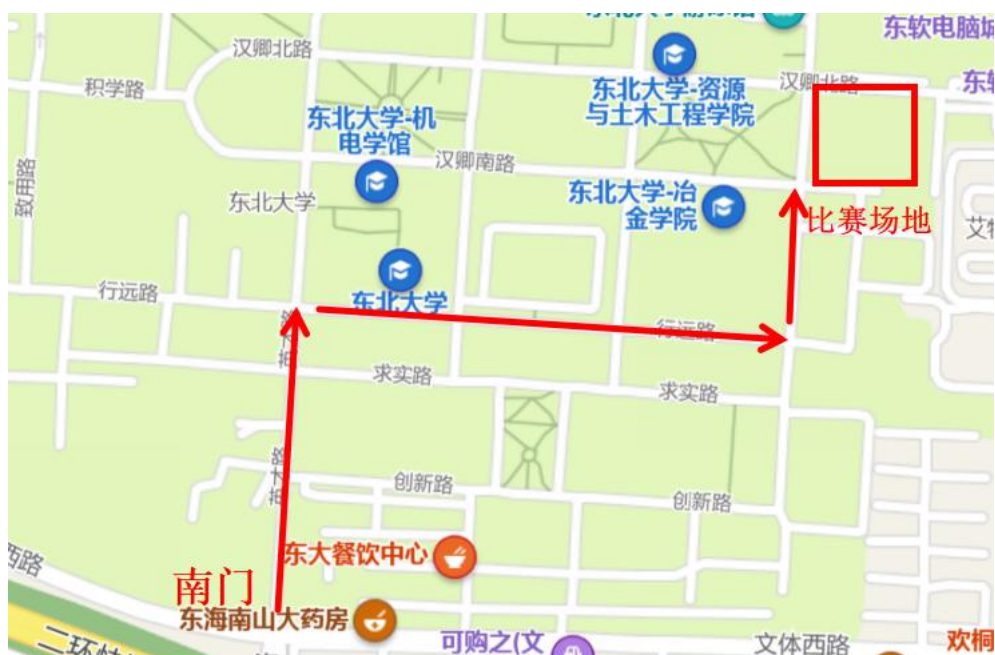 东软电脑城
汉卿北路
积学路
东北大学-资源
与土木工程学院
汉卿北路
东北大学-机
电学馆
汉卿南路
致用路
东北大学
东北大学-冶
金学院
比赛场地
行远路
东北大学
行远路
求实路
求实路
创新路
创新路
东大餐饮中心
南门
西路
东海南山大药房
可购之(文
文体西路
欢桐